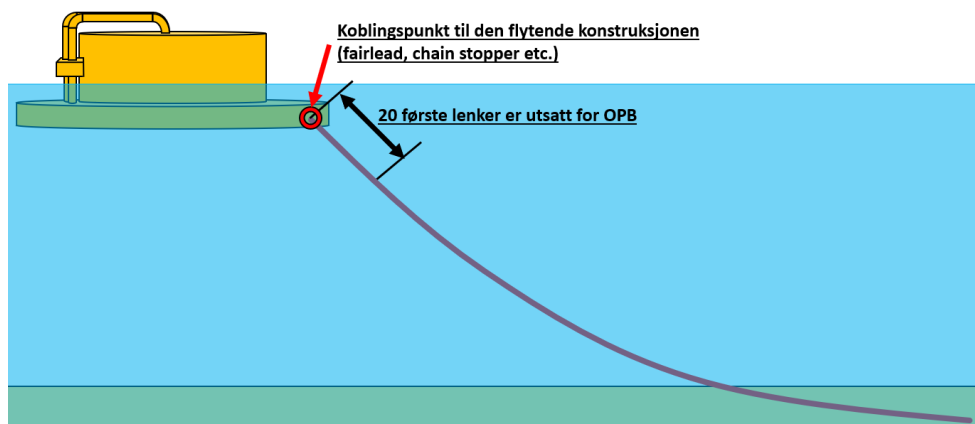 Koblingspunkt til den flytende konstruksjonen
(fairlead, chain stopper etc.)
20 første lenker er utsatt for OPB